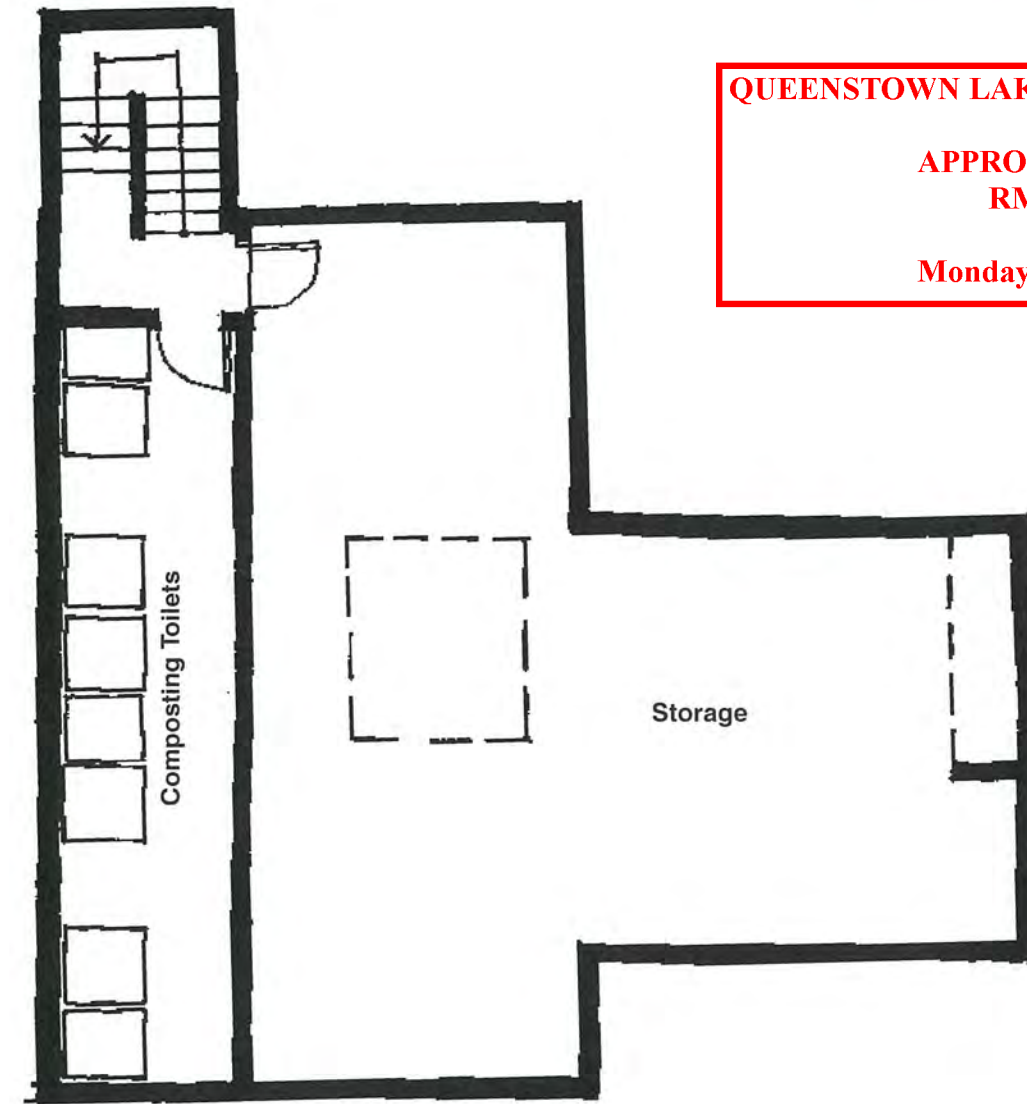 QUEENSTOWN LAK
APPRO
RM
Monday
Composting Toilets
Storage